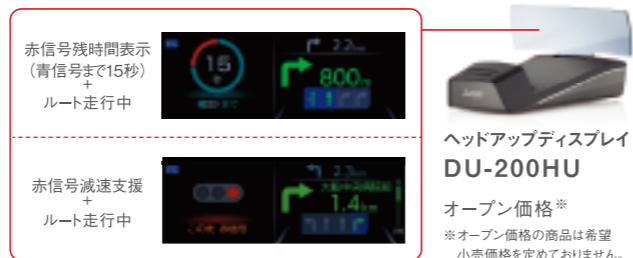 赤信号残時間表示
(青信号まで15秒)
+
ルート走行中
15
2.2km
800m
赤信号減速支援
+
ルート走行中
2.3km
1.4km
ヘッドアップディスプレイ
DU-200HU
オープン価格※
※オープン価格の商品は希望
小売価格を定めておりません。